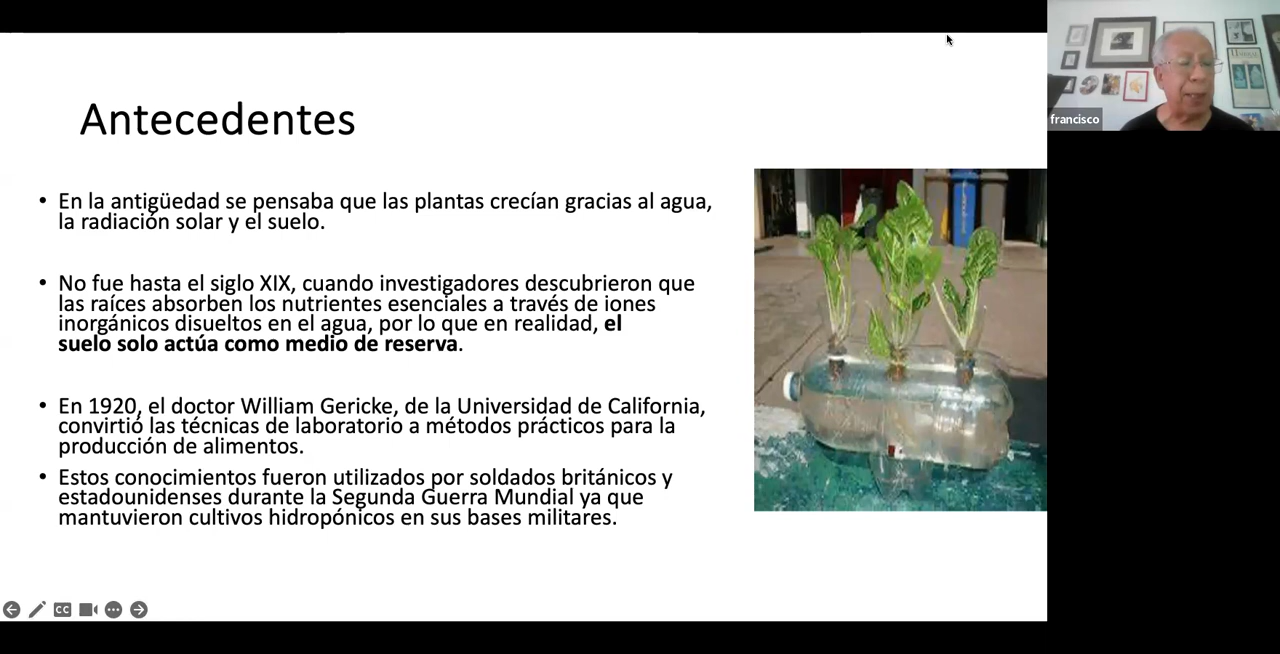 Antecedentes
• En la antigüedad se pensaba que las plantas crecían gracias al agua,
la radiación solar y el suelo.
• No fue hasta el siglo XIX, cuando investigadores descubrieron que
las raíces absorben los nutrientes esenciales a través de iones
inorgánicos disueltos en el agua, por lo que en realidad, el
suelo solo actúa como medio de reserva.
• En 1920, el doctor William Gericke, de la Universidad de California,
convirtió las técnicas de laboratorio a métodos prácticos para la
producción de alimentos.
• Estos conocimientos fueron utilizados por soldados británicos y
estadounidenses durante la Segunda Guerra Mundial ya que
mantuvieron cultivos hidropónicos en sus bases militares.
francisco
CC